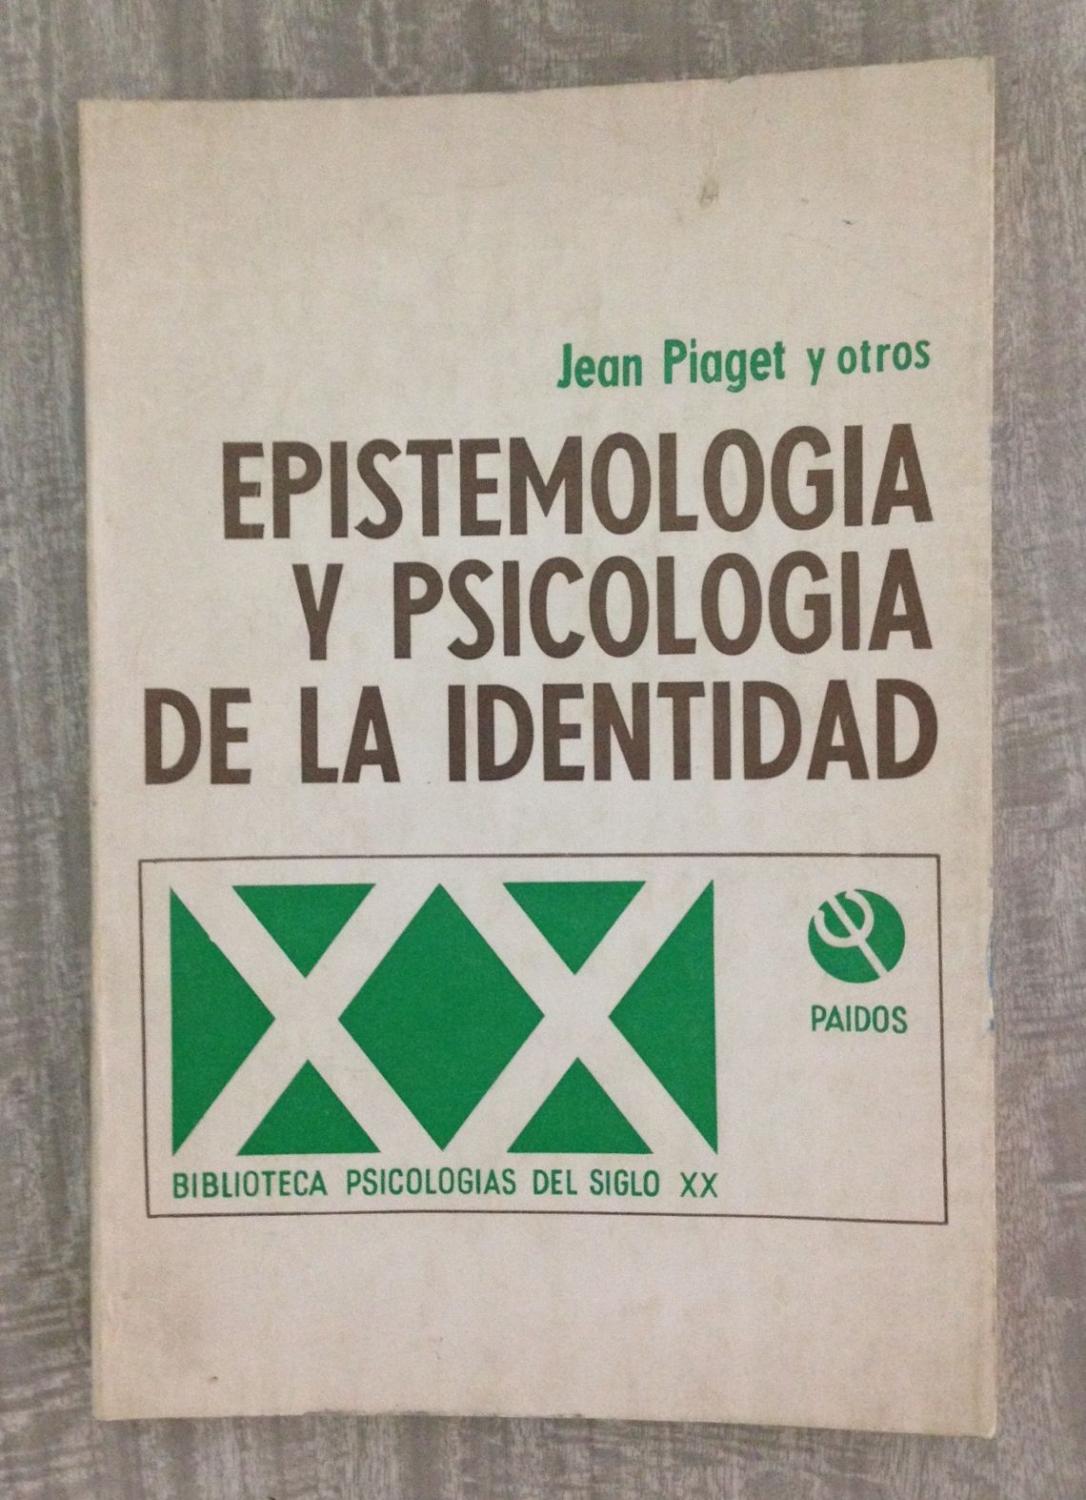 Jean Piaget y otros
EPISTEMOLOGIA
Y PSICOLOGIA
DE LA IDENTIDAD
XX
PAIDOS
BIBLIOTECA PSICOLOGIAS DEL SIGLO XX